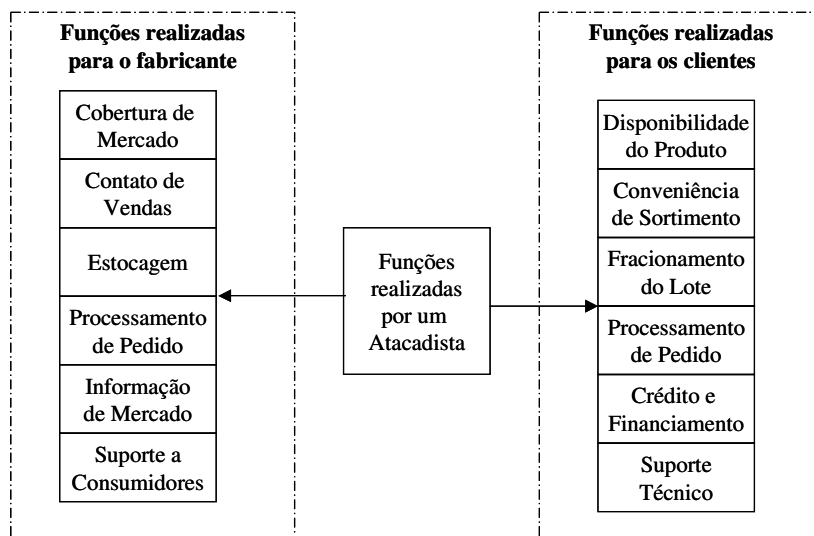 Funções realizadas
para o fabricante
Cobertura de
Mercado
Contato de
Vendas
Estocagem
Processamento
de Pedido
Informação
de Mercado
Suporte a
Consumidores
Funções
realizadas
por um
Atacadista
Funções realizadas
para os clientes
Disponibilidade
do Produto
Conveniência
de Sortimento
Fracionamento
do Lote
Processamento
de Pedido
Crédito e
Financiamento
Suporte
Técnico